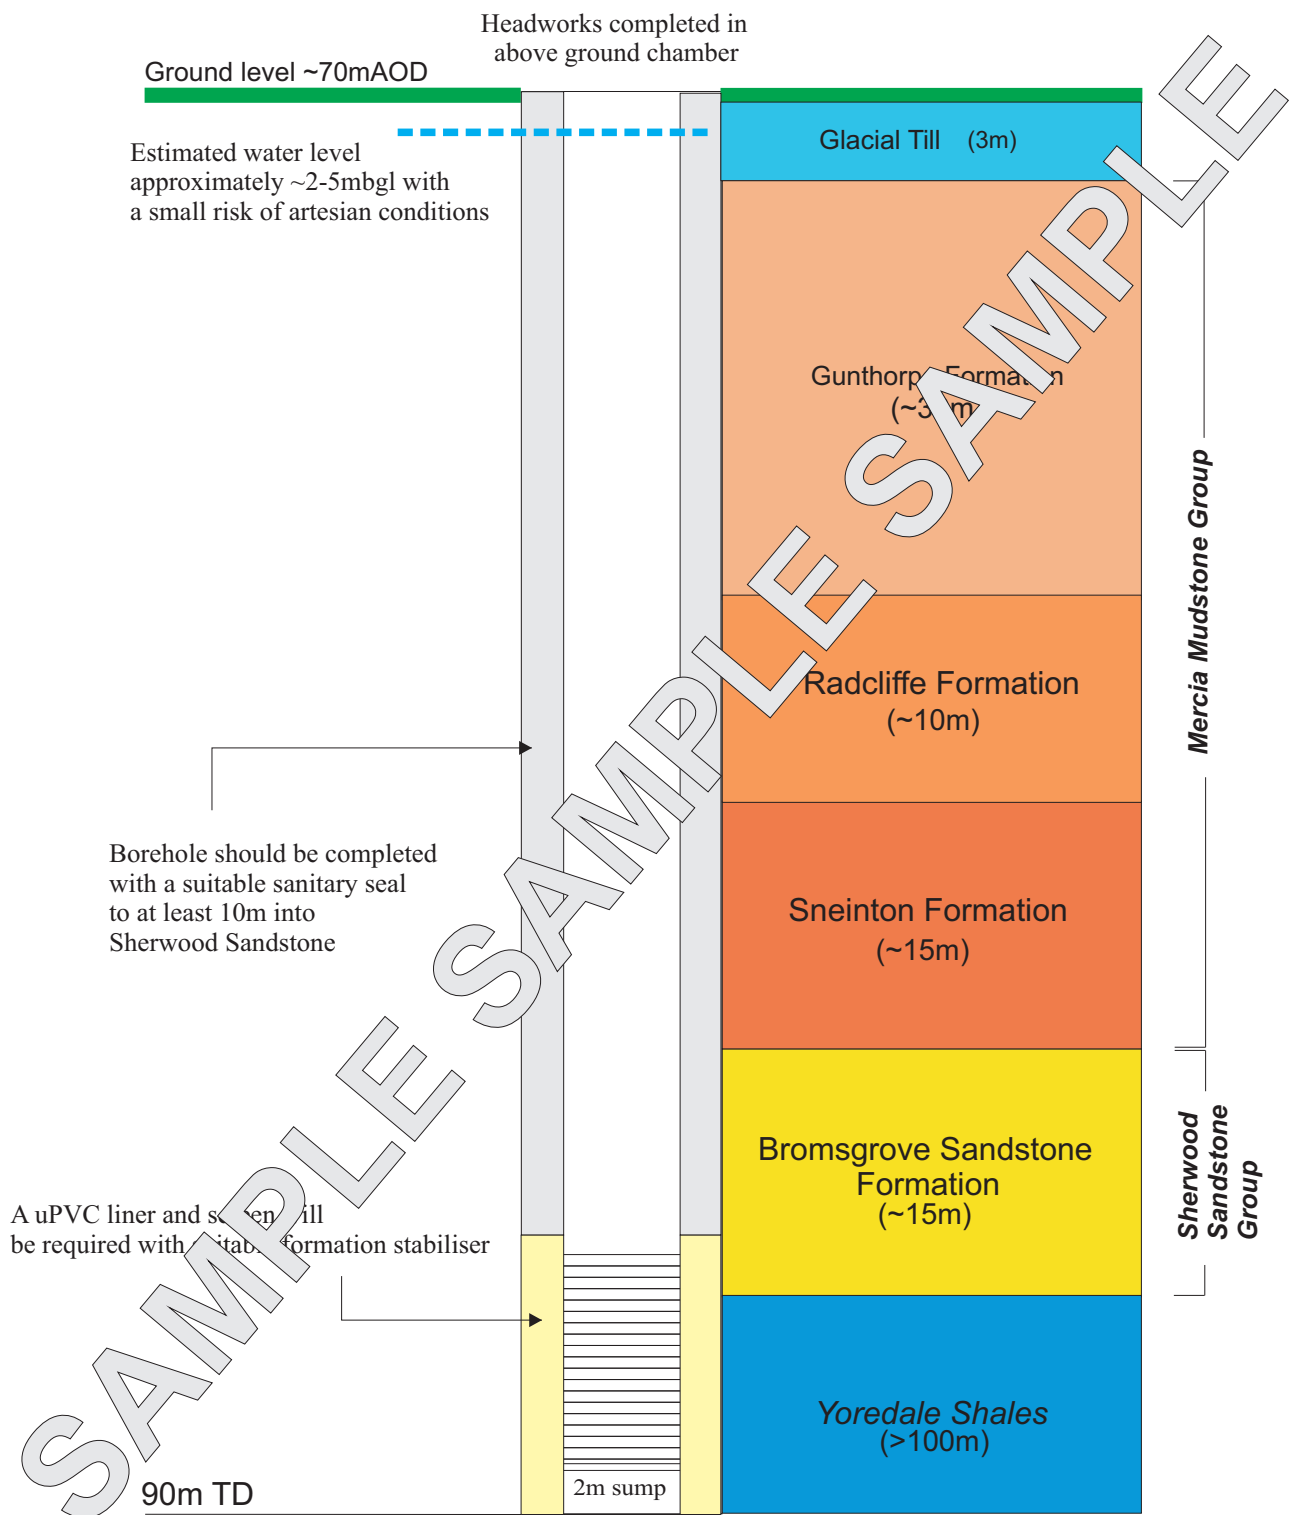 Headworks completed in
above ground chamber
Ground level ~70mAOD
Glacial Till (3m)
Estimated water level
approximately ~2-5mbgl with
a small risk of artesian conditions
Formation
Mercia Mudstone Group
Radcliffe Formation
(~10m)
Borehole should be completed
with a suitable sanitary seal
to at least 10m into
Sherwood Sandstone
Sneinton Formation
(~15m)
Bromsgrove Sandstone
Formation
(~15m)
Sherwood
Sandstone
Group
A uPVC liner and
be required with formation stabiliser
Yoredale Shales
(>100m)
2m sump
90m TD
SAMPLE SAMPLE SAMPLE SAMPLE